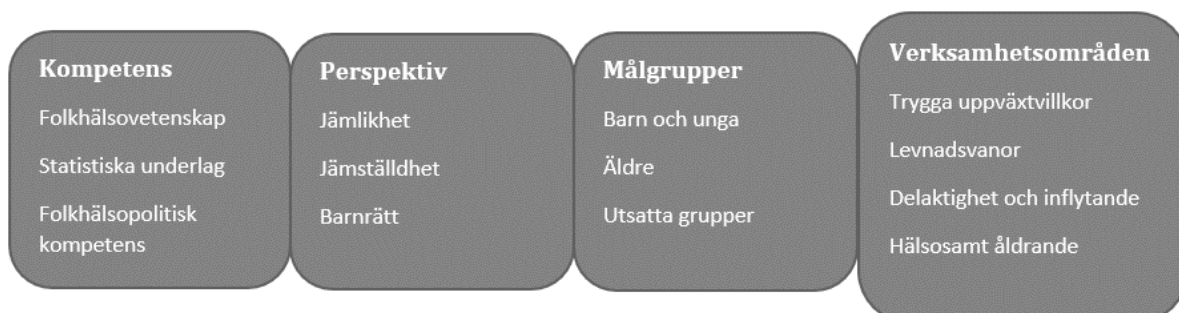 Kompetens
Folkhälsovetenskap
Statistiska underlag
Folkhälsopolitisk
kompetens
Perspektiv
Jämlikhet
Jämställdhet
Barnrätt
Målgrupper
Barn och unga
Äldre
Utsatta grupper
Verksamhetsområden
Trygga uppväxtvillkor
Levnadsvanor
Delaktighet och inflytande
Hälsosamt åldrande